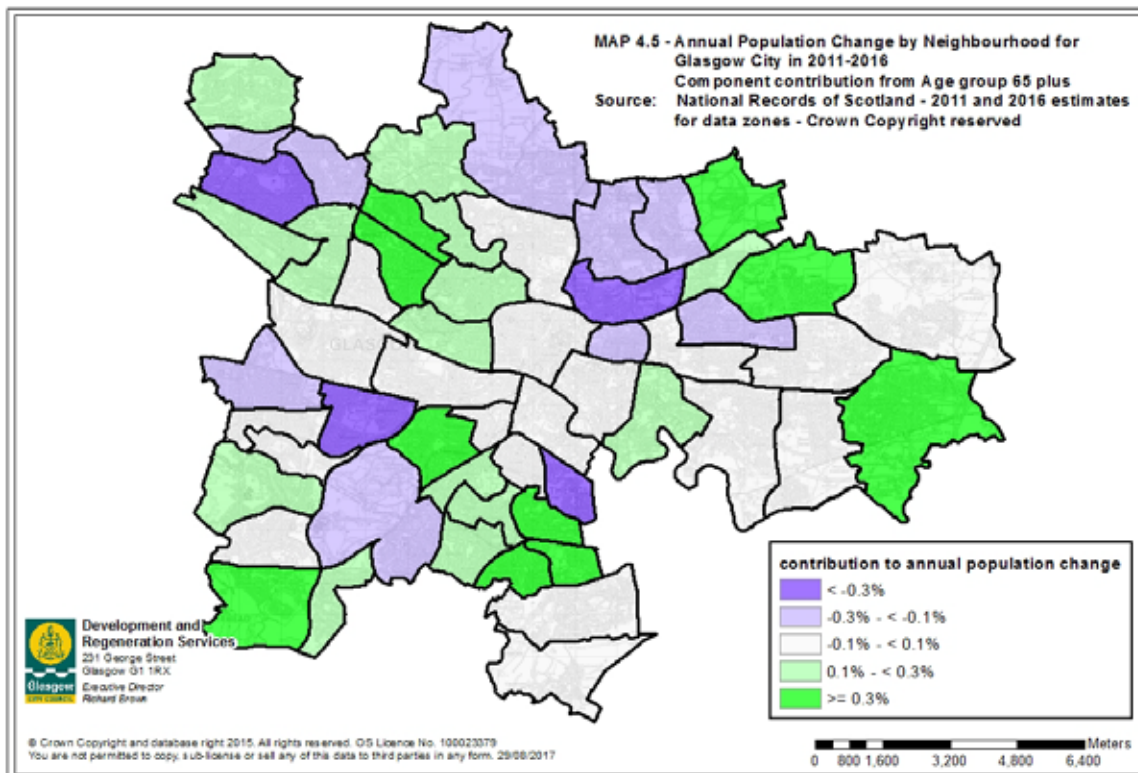 MAP 4.5 - Annual Population Change by Neighbourhood for
Glasgow City in 2011-2016
Component contribution from Age group 65 plus
Source: National Records of Scotland - 2011 and 2016 estimates
for data zones - Crown Copyright reserved
GLASGOW
contribution to annual population change
< -0.3%
-0.3% - < -0.1%
-0.1% - < 0.1%
0.1% - < 0.3%
>= 0.3%
Development and
Regeneration Services
231 George Street
Glasgow G1 1RX
Executive Director
Richard Brown
Glasgow
CITY COUNCIL
© Crown Copyright and database right 2015. All rights reserved. OS Licence No. 100023379
You are not permitted to copy, sub-license or sell any of this data to third parties in any form. 29/08/2017
Meters
0 800 1,600 3,200 4,800 6,400